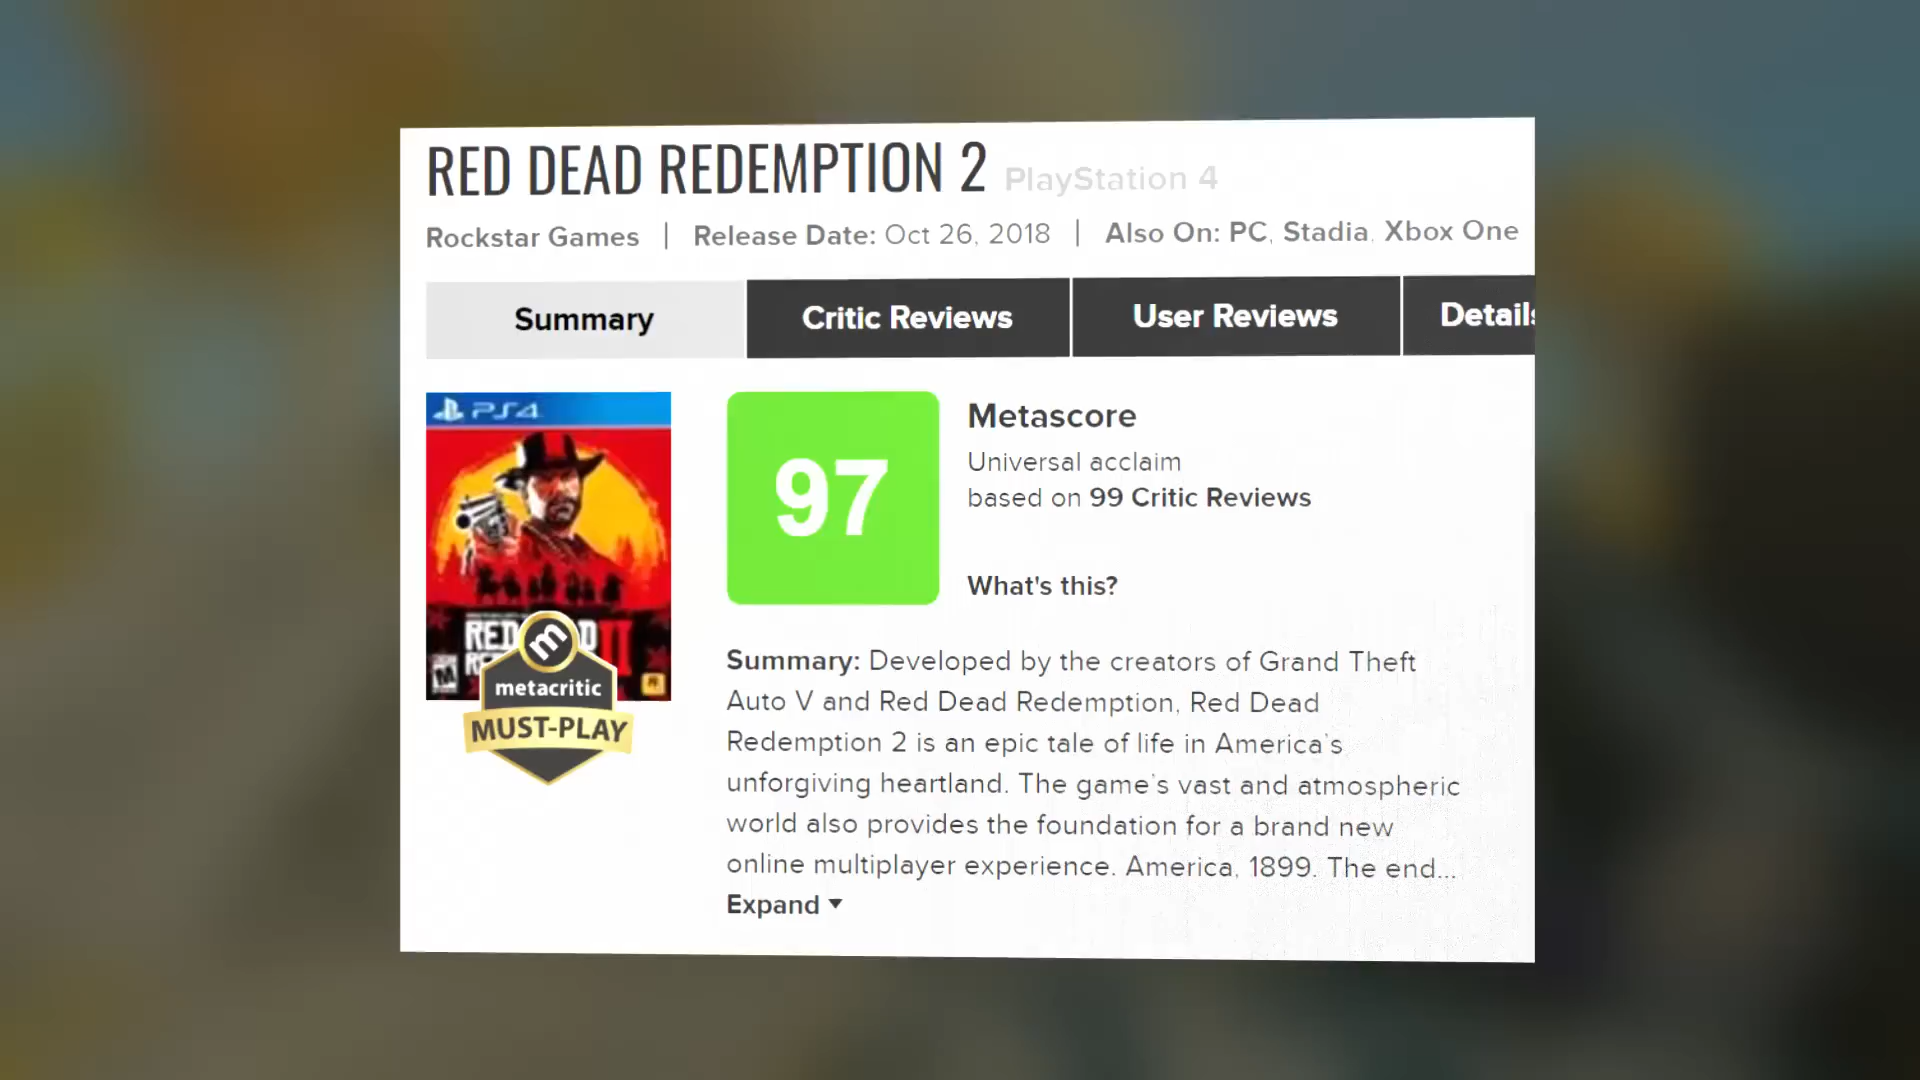 RED DEAD REDEMPTION 2 PlayStation 4
Rockstar Games | Release Date: Oct 26, 2018 | Also On: PC, Stadia, Xbox One
Summary Critic Reviews User Reviews Details
PS4
97
Metascore
Universal acclaim
based on 99 Critic Reviews
What's this?
RED
II
M
metacritic
MUST-PLAY
Summary: Developed by the creators of Grand Theft
Auto V and Red Dead Redemption, Red Dead
Redemption 2 is an epic tale of life in America's
unforgiving heartland. The game's vast and atmospheric
world also provides the foundation for a brand new
online multiplayer experience. America, 1899. The end...
Expand